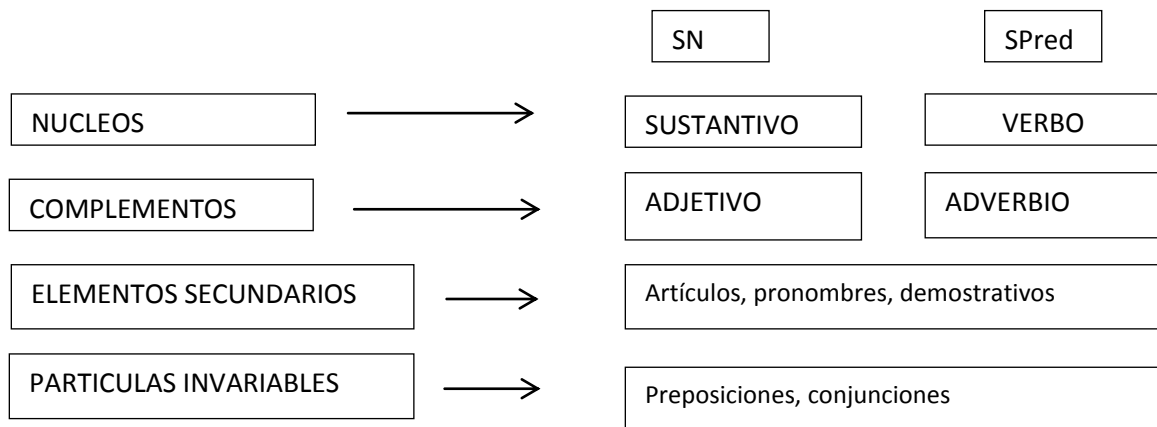 SN SPred
NUCLEOS SUSTANTIVO VERBO
COMPLEMENTOS ADJETIVO ADVERBIO
ELEMENTOS SECUNDARIOS Artículos, pronombres, demostrativos
PARTICULAS INVARIABLES Preposiciones, conjunciones